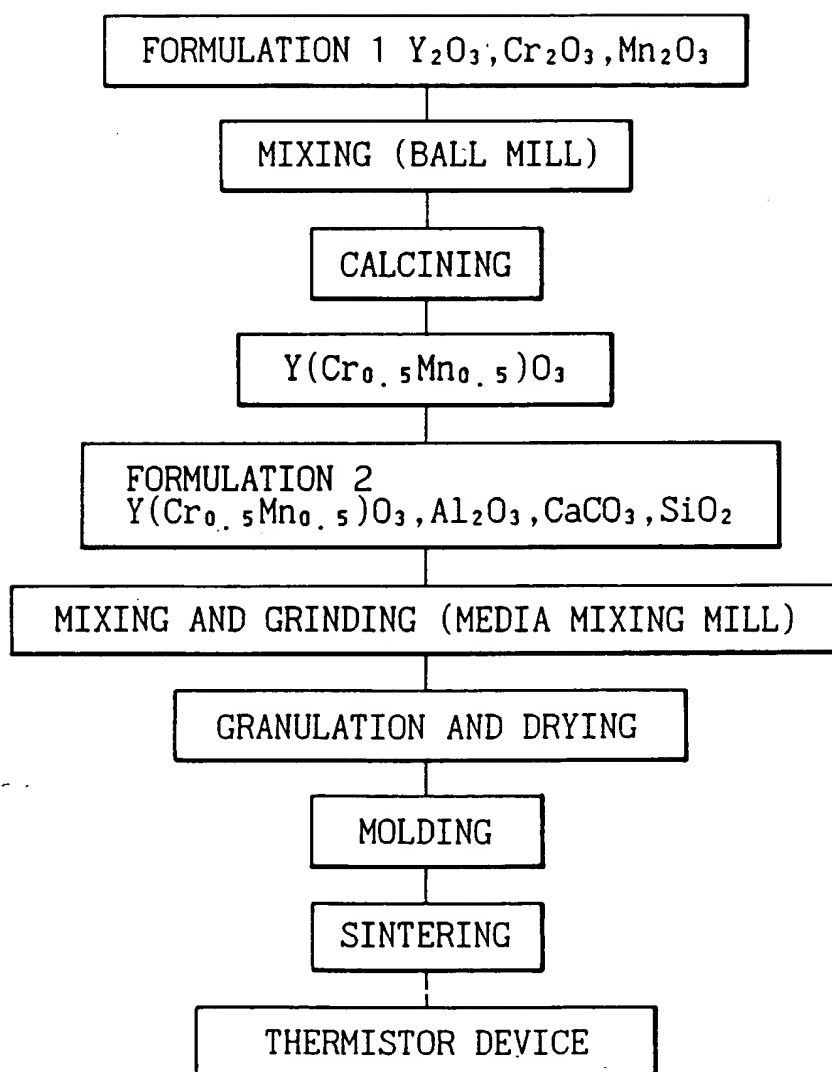 FORMULATION 1 Y₂O₃,Cr₂O₃,Mn₂O₃
MIXING (BALL MILL)
CALCINING
Y(Cr₀.₅Mn₀.₅)O₃
FORMULATION 2
Y(Cr₀.₅Mn₀.₅)O₃,Al₂O₃,CaCO₃,SiO₂
MIXING AND GRINDING (MEDIA MIXING MILL)
GRANULATION AND DRYING
MOLDING
SINTERING
THERMISTOR DEVICE